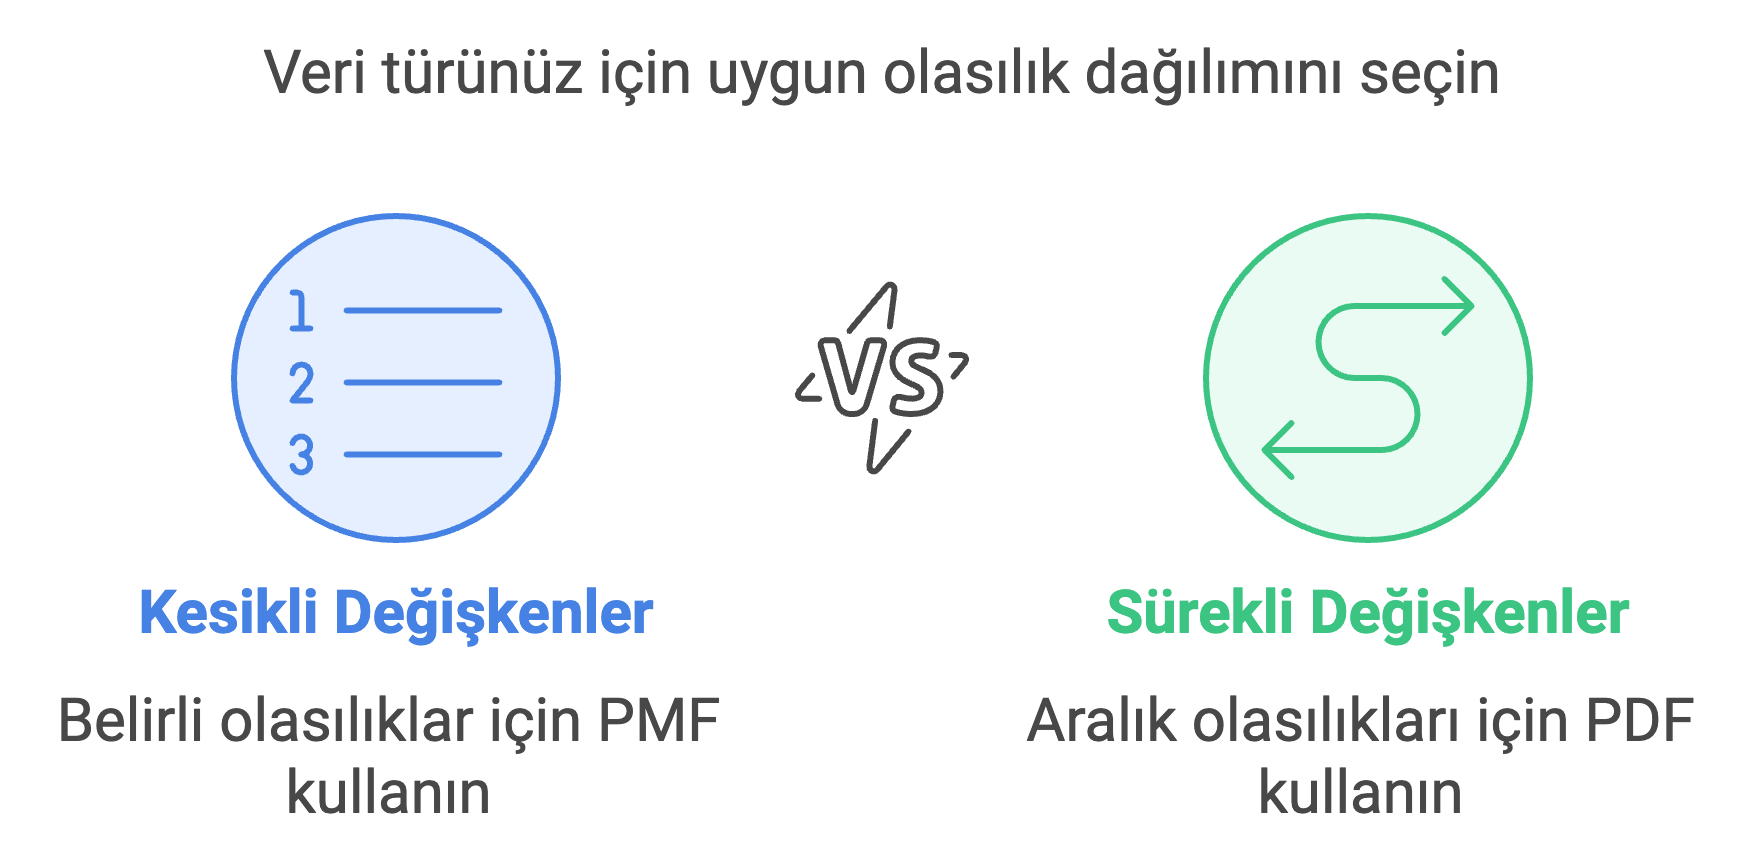 Veri türünüz için uygun olasılık dağılımını seçin
1
2
3
VS
Kesikli Değişkenler
Belirli olasılıklar için PMF
kullanın
Sürekli Değişkenler
Aralık olasılıkları için PDF
kullanın